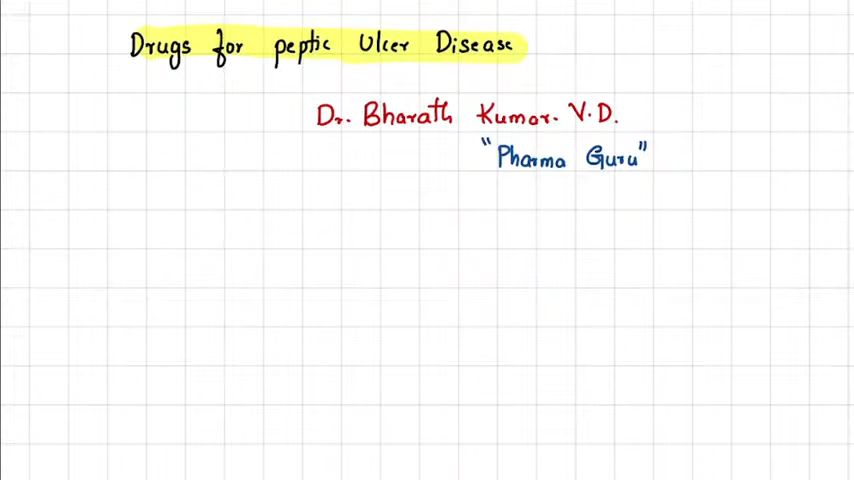 Drugs for peptic Ulcer Disease
Dr. Bharath Kumar. V.D.
"Pharma Guru"